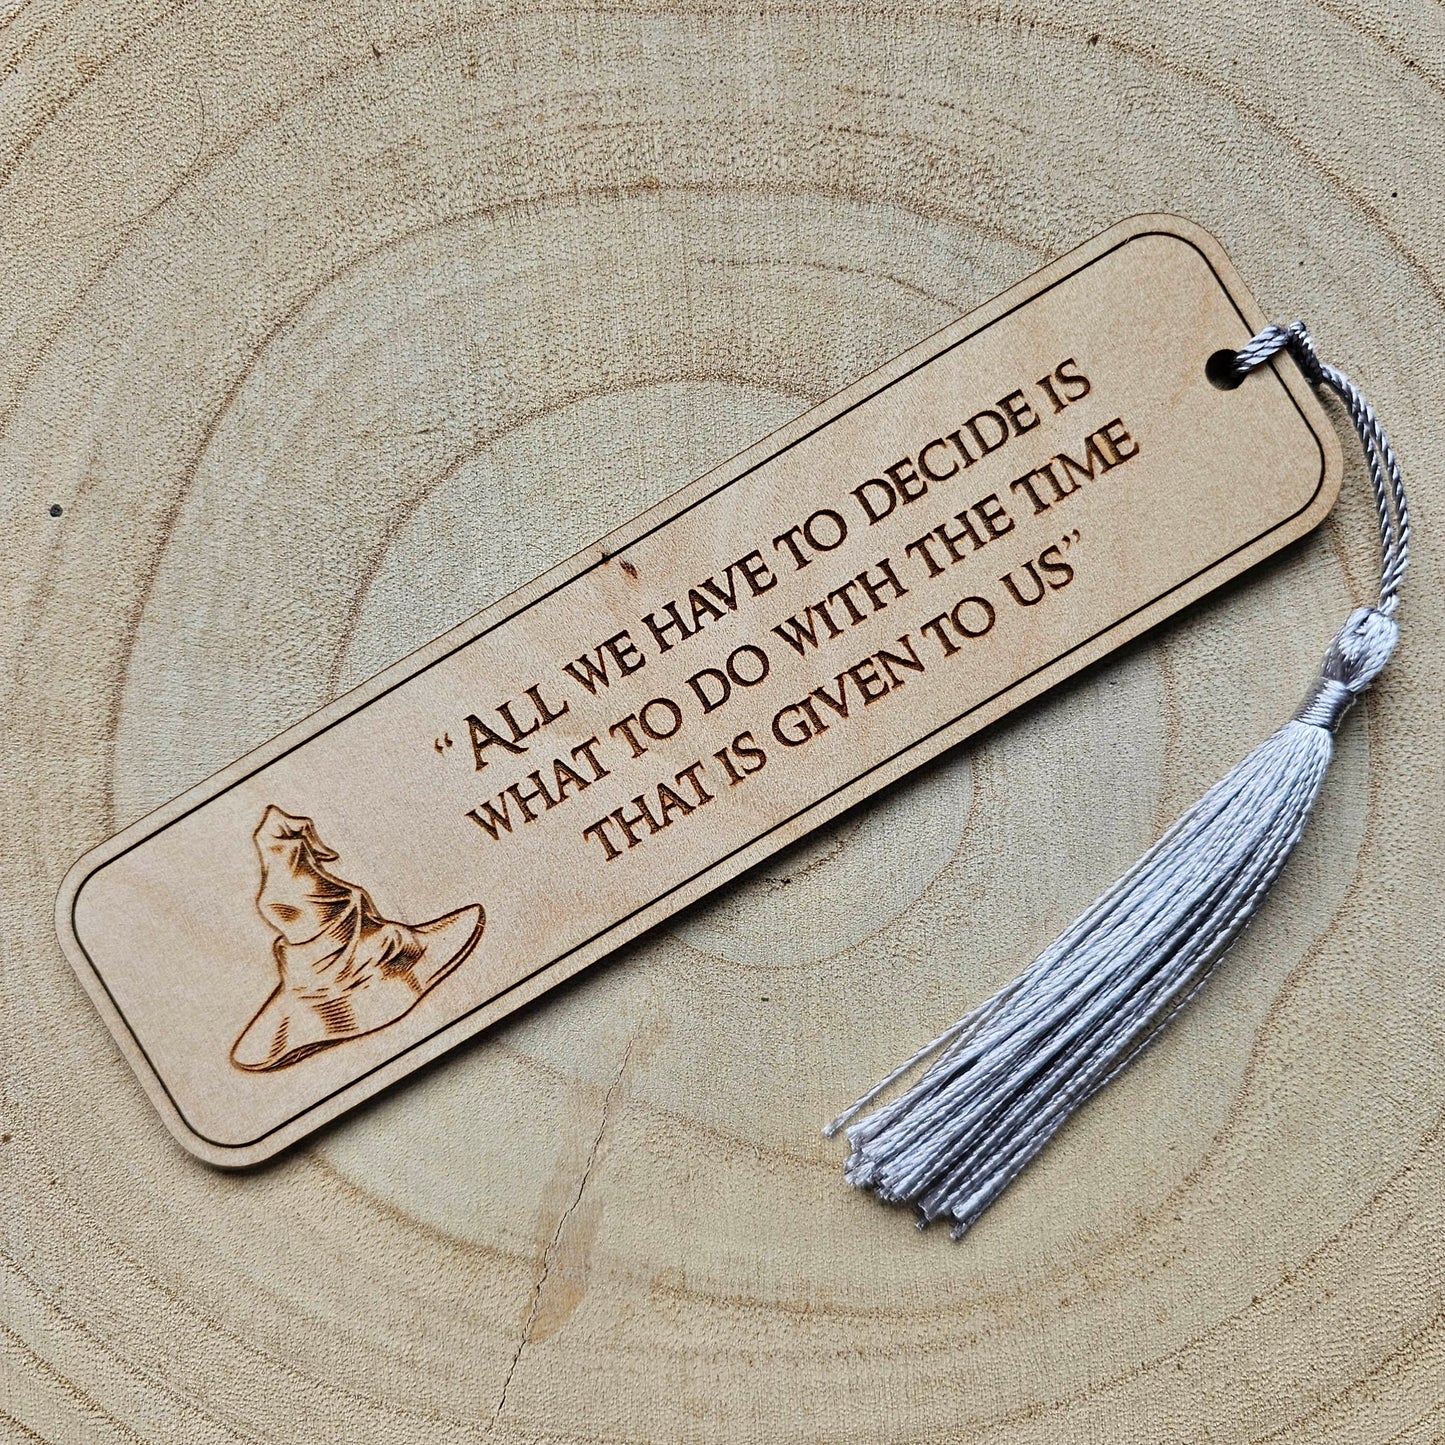 “ALL WE HAVE TO DECIDE IS
WHAT TO DO WITH THE TIME
THAT IS GIVEN TO US”